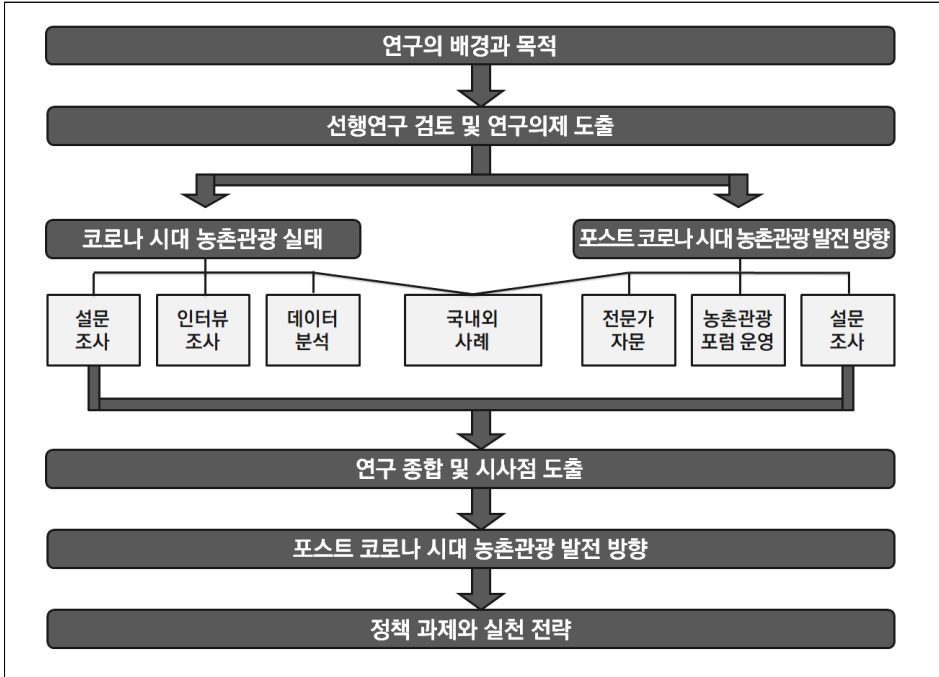 연구의 배경과 목적
선행연구 검토 및 연구의제 도출
코로나 시대 농촌관광 실태
포스트 코로나 시대 농촌관광 발전 방향
설문
조사
인터뷰
조사
데이터
분석
국내외
사례
전문가
자문
농촌관광
포럼 운영
설문
조사
연구 종합 및 시사점 도출
포스트 코로나 시대 농촌관광 발전 방향
정책 과제와 실천 전략